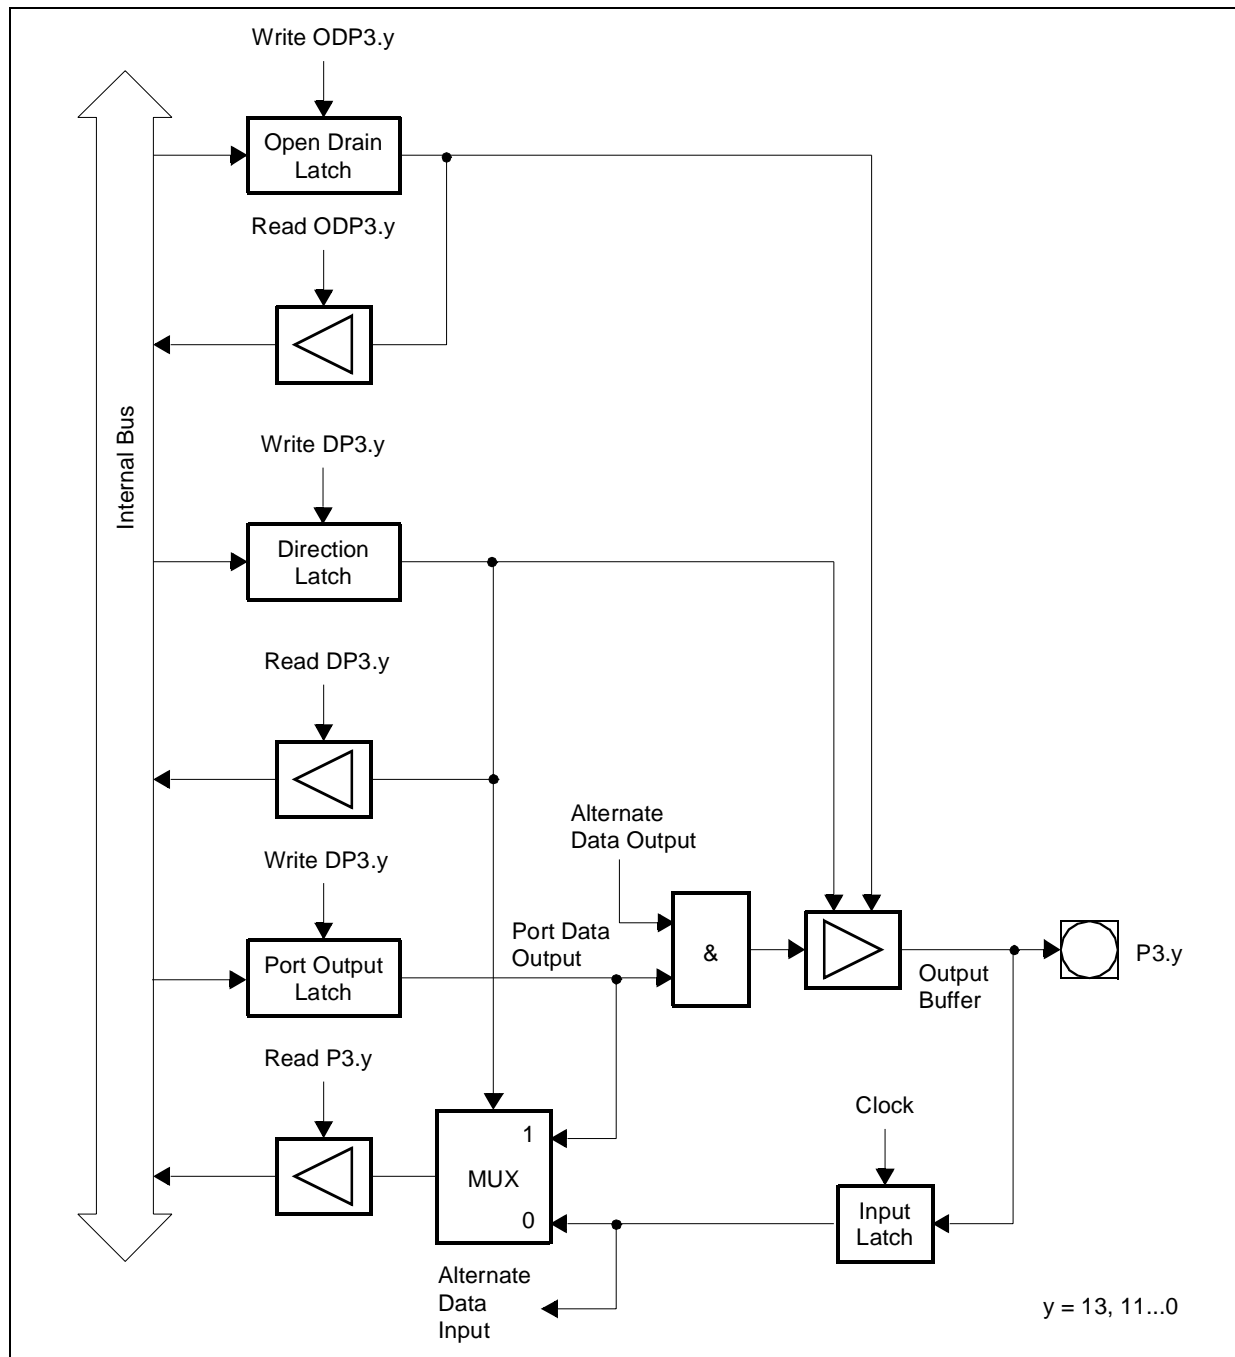 Write ODP3.y
Open Drain
Latch
Read ODP3.y
Internal Bus
Write DP3.y
Direction
Latch
Read DP3.y
Alternate
Data Output
Write DP3.y
Port Data
Output
&
Port Output
Latch
Output
Buffer
P3.y
Read P3.y
Clock
1
MUX
0
Input
Latch
Alternate
Data
Input
y = 13, 11...0